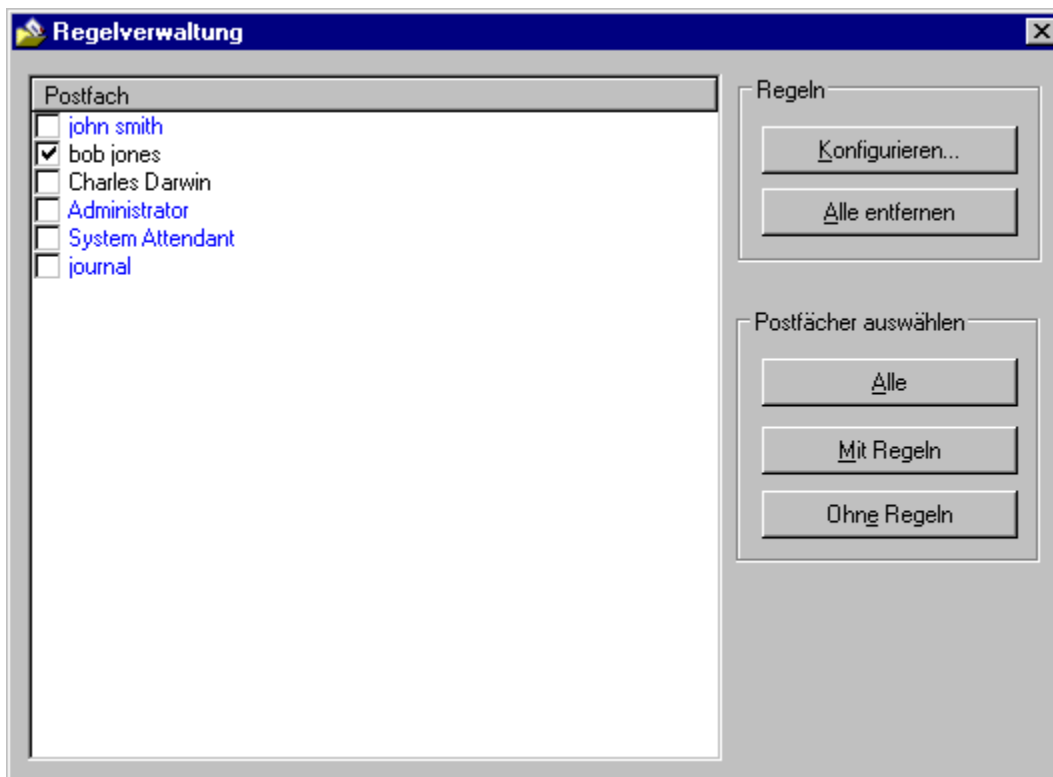 Regelverwaltung
Postfach
john smith
bob jones
Charles Darwin
Administrator
System Attendant
journal
Regeln
Konfigurieren...
Alle entfernen
Postfächer auswählen
Alle
Mit Regeln
Ohne Regeln